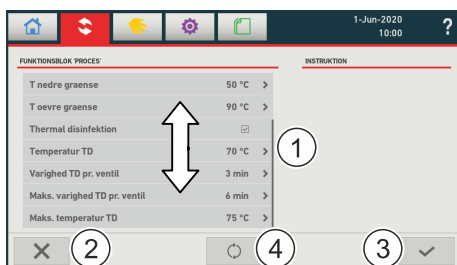 1-Jun-2020
10:00
?
FUNKTIONSBLOK 'PROCES'
INSTRUKTION
T nedre graense 50 °C >
T oevre graense 90 °C >
Thermal disinfektion
Temperatur TD 70 °C >
Varighed TD pr. ventil 3 min >
Maks. varighed TD pr. ventil 6 min >
Maks. temperatur TD 75 °C >
1
2
4
3